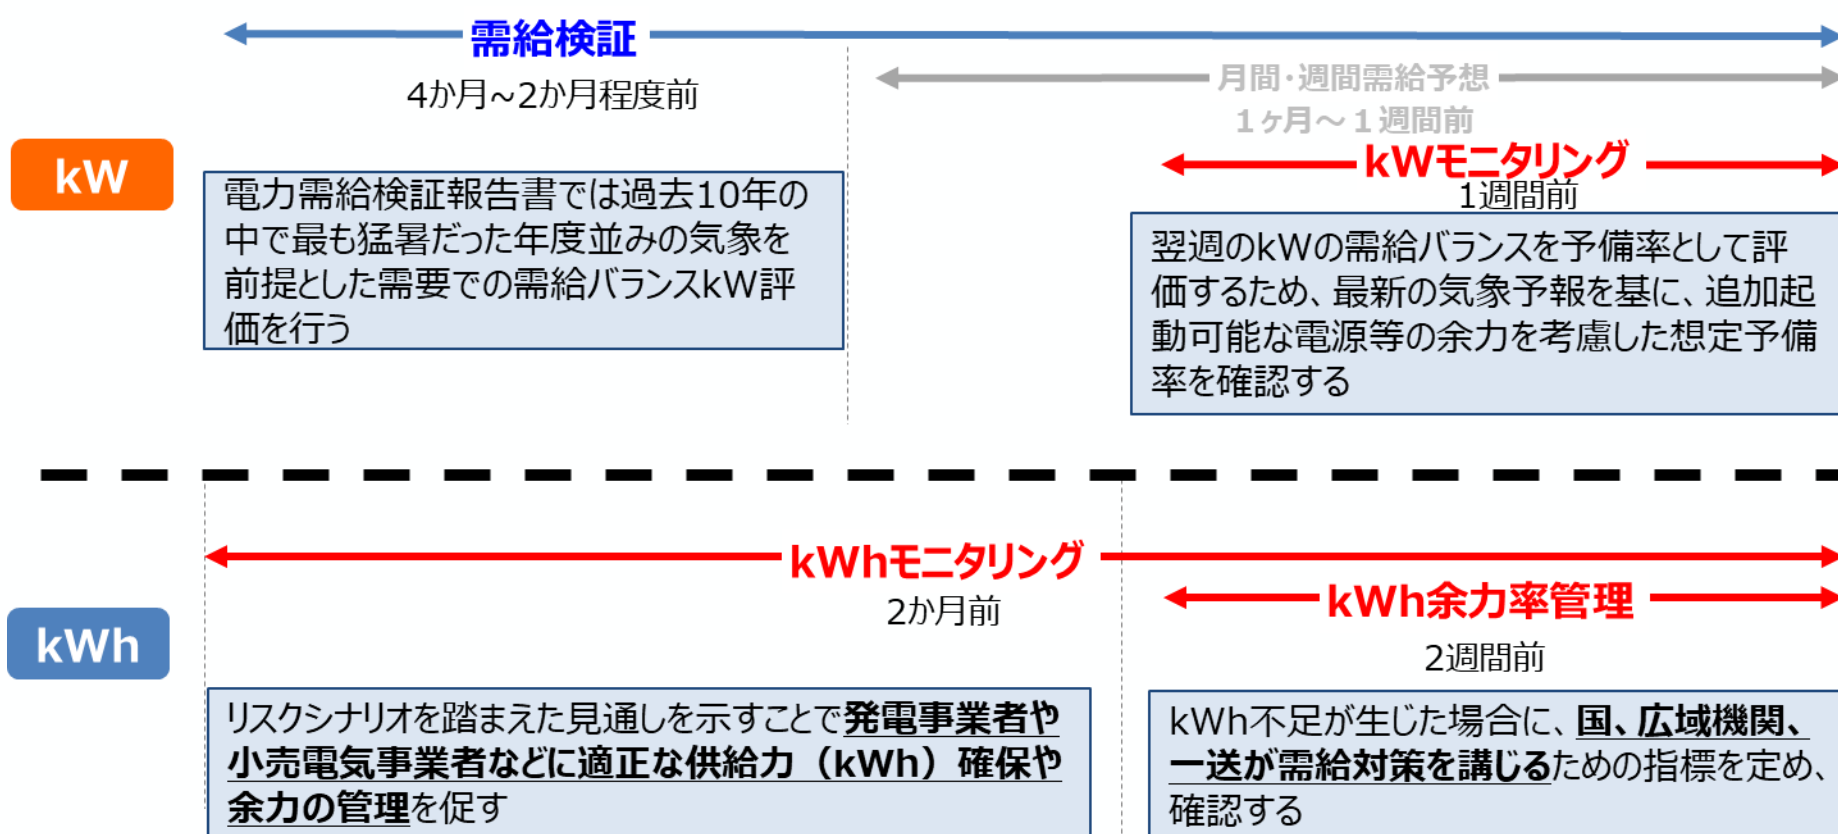 需給検証
4か月~2か月程度前
月間・週間需給予想
１ヶ月～１週間前
kW
kWモニタリング
1週間前
電力需給検証報告書では過去10年の
中で最も猛暑だった年度並みの気象を
前提とした需要での需給バランスkW評
価を行う
翌週のkWの需給バランスを予備率として評
価するため、最新の気象予報を基に、追加起
動可能な電源等の余力を考慮した想定予備
率を確認する
kWhモニタリング
2か月前
kWh余力率管理
2週間前
kWh
リスクシナリオを踏まえた見通しを示すことで発電事業者や
小売電気事業者などに適正な供給力（kWh）確保や
余力の管理を促す
kWh不足が生じた場合に、国、広域機関、
一送が需給対策を講じるための指標を定め、
確認する